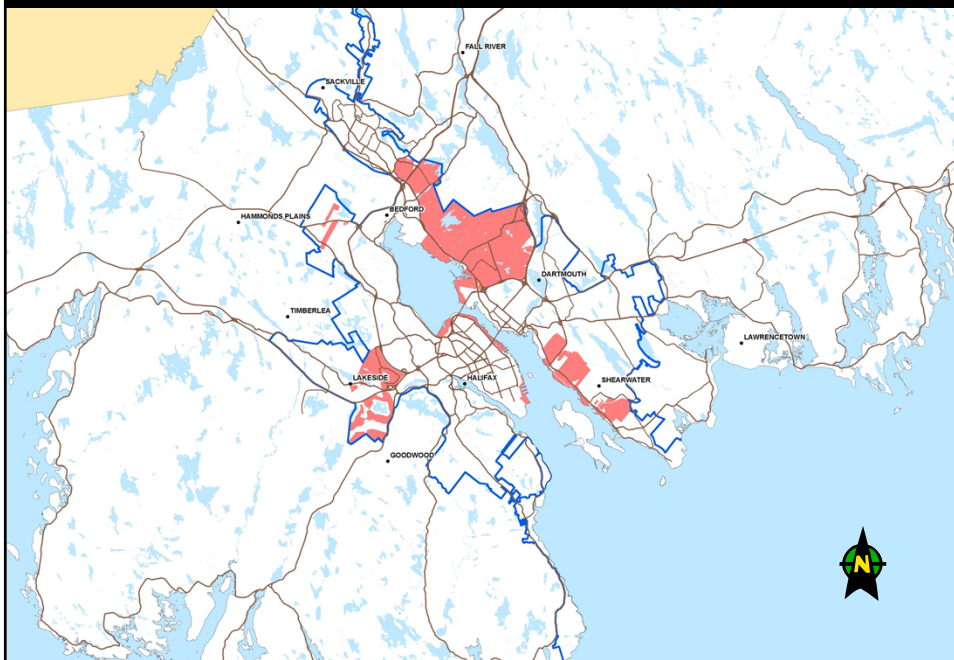 FALL RIVER
SACKVILLE
BEDFORD
HAMMONDS PLAINS
DARTMOUTH
TIMBERLEA
LAWRENCETOWN
LAKESIDE
HALIFAX
SHEARWATER
GOODWOOD
N